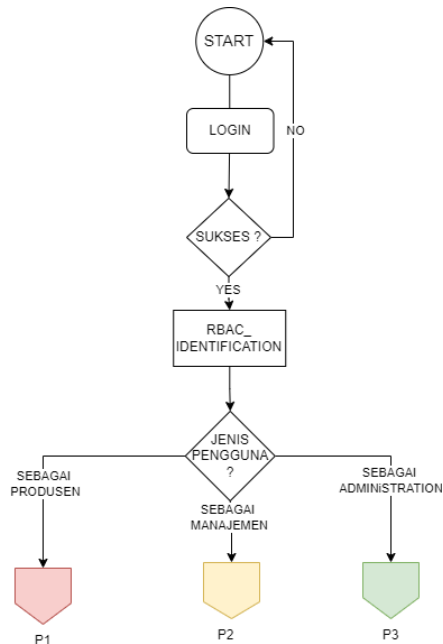 START
LOGIN
NO
SUKSES ?
YES
RBAC_
IDENTIFICATION
JENIS
PENGGUNA
?
SEBAGAI
PRODUSEN
SEBAGAI
MANAJEMEN
SEBAGAI
ADMINiSTRATION
P1
P2
P3